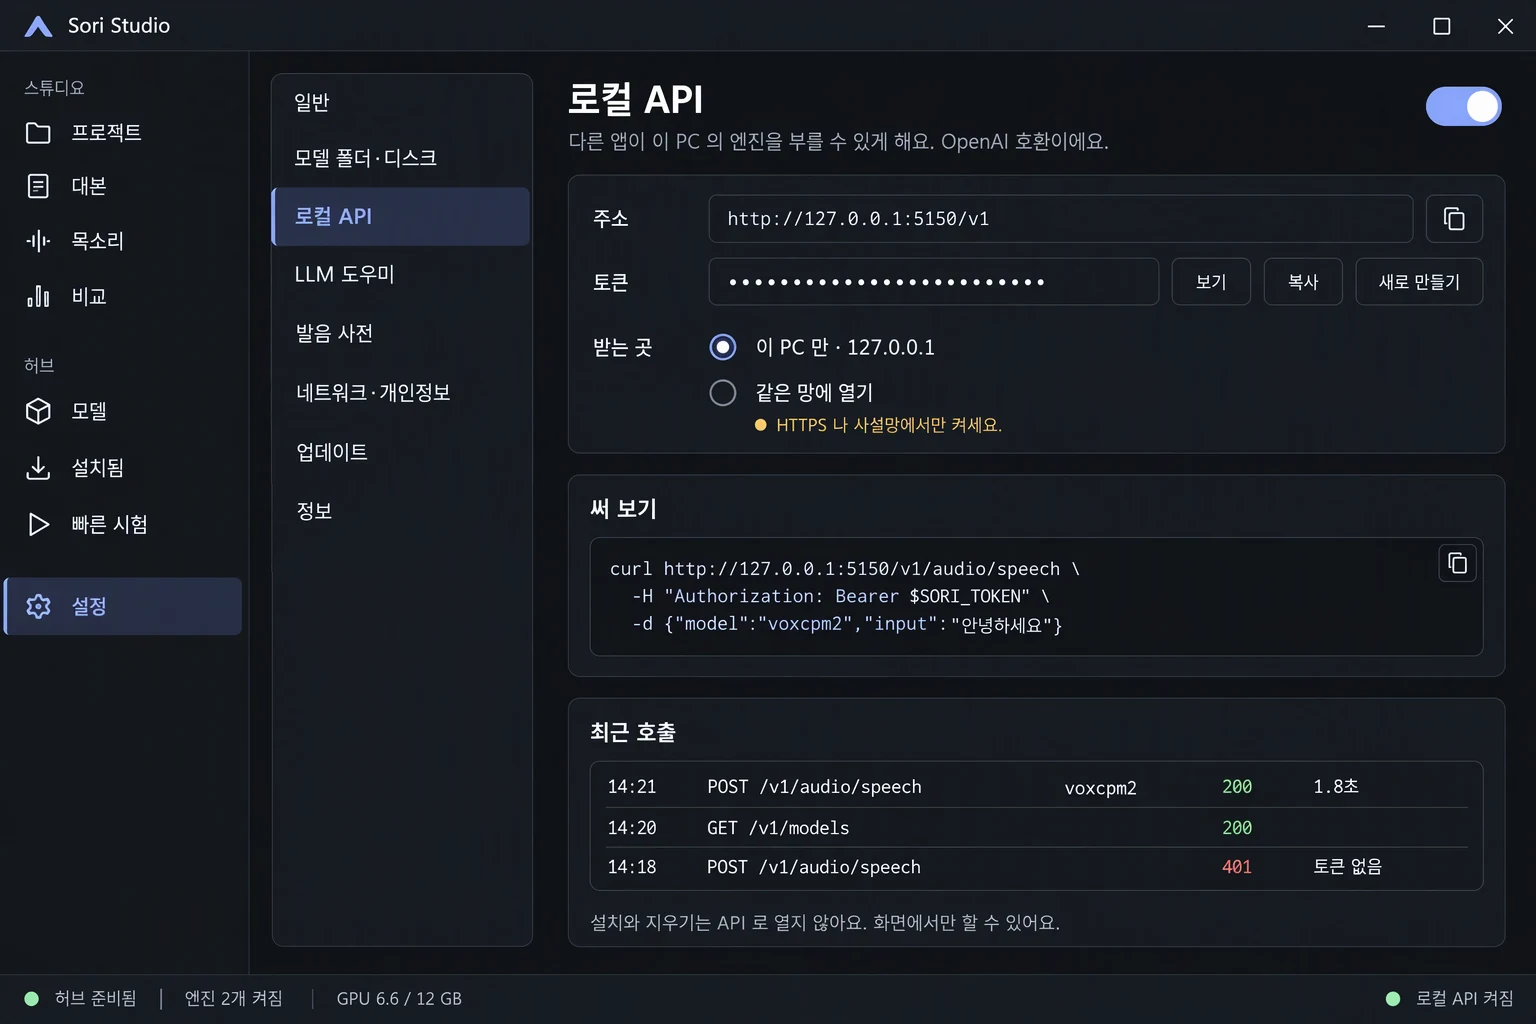 Sori Studio
스튜디오
프로젝트
대본
목소리
비교
허브
모델
설치됨
빠른 시험
설정
일반
모델 폴더·디스크
로컬 API
LLM 도우미
발음 사전
네트워크·개인정보
업데이트
정보
로컬 API
다른 앱이 이 PC 의 엔진을 부를 수 있게 해요. OpenAI 호환이에요.
주소
http://127.0.0.1:5150/v1
토큰
•••••••••••••••••••••••••
보기
복사
새로 만들기
받는 곳
이 PC 만 · 127.0.0.1
같은 망에 열기
HTTPS 나 사설망에서만 켜세요.
써 보기
curl http://127.0.0.1:5150/v1/audio/speech \
-H "Authorization: Bearer $SORI_TOKEN" \
-d {"model":"voxcpm2","input":"안녕하세요"}
최근 호출
14:21 POST /v1/audio/speech voxcpm2 200 1.8초
14:20 GET /v1/models 200
14:18 POST /v1/audio/speech 401 토큰 없음
설치와 지우기는 API 로 열지 않아요. 화면에서만 할 수 있어요.
허브 준비됨 | 엔진 2개 켜짐 | GPU 6.6 / 12 GB
로컬 API 켜짐